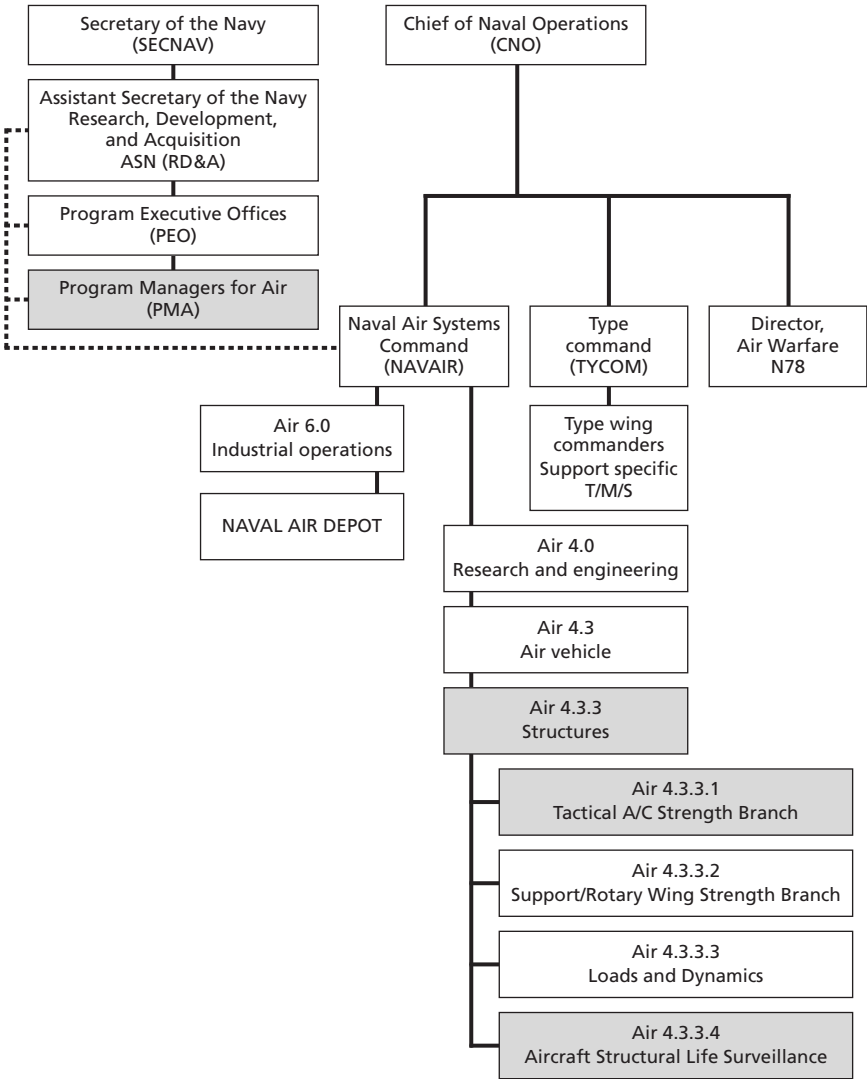 Secretary of the Navy
(SECNAV)
Chief of Naval Operations
(CNO)
Assistant Secretary of the Navy
Research, Development,
and Acquisition
ASN (RD&A)
Program Executive Offices
(PEO)
Program Managers for Air
(PMA)
Naval Air Systems
Command
(NAVAIR)
Type
command
(TYCOM)
Director,
Air Warfare
N78
Air 6.0
Industrial operations
Type wing
commanders
Support specific
T/M/S
NAVAL AIR DEPOT
Air 4.0
Research and engineering
Air 4.3
Air vehicle
Air 4.3.3
Structures
Air 4.3.3.1
Tactical A/C Strength Branch
Air 4.3.3.2
Support/Rotary Wing Strength Branch
Air 4.3.3.3
Loads and Dynamics
Air 4.3.3.4
Aircraft Structural Life Surveillance